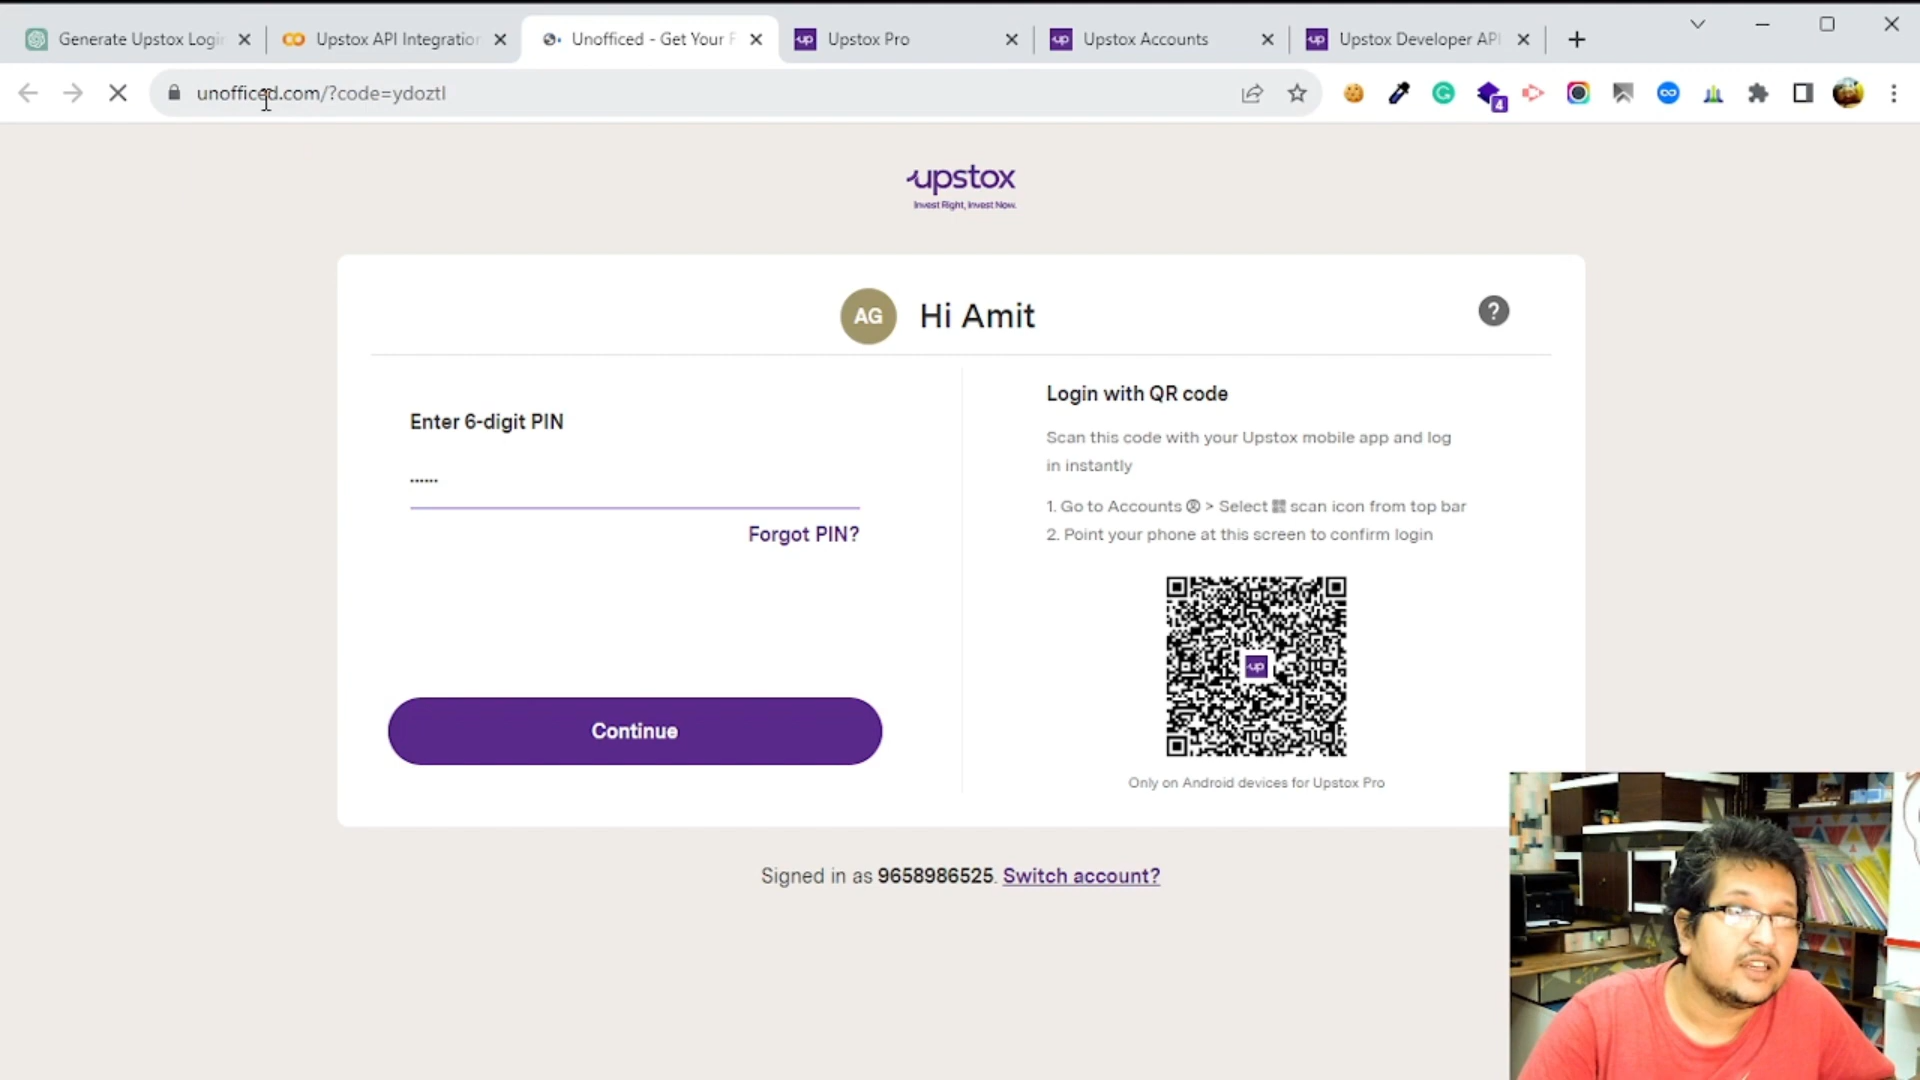 Generate Upstox Login
Upstox API Integration
Unofficed - Get Your F
Upstox Pro
Upstox Accounts
Upstox Developer API
unofficed.com/?code=ydoztl
4
upstox
Invest Right, Invest Now.
AG
Hi Amit
?
Enter 6-digit PIN
Forgot PIN?
Continue
Login with QR code
Scan this code with your Upstox mobile app and log
in instantly
1. Go to Accounts > Select scan icon from top bar
2. Point your phone at this screen to confirm login
up
Only on Android devices for Upstox Pro
Signed in as 9658986525. Switch account?